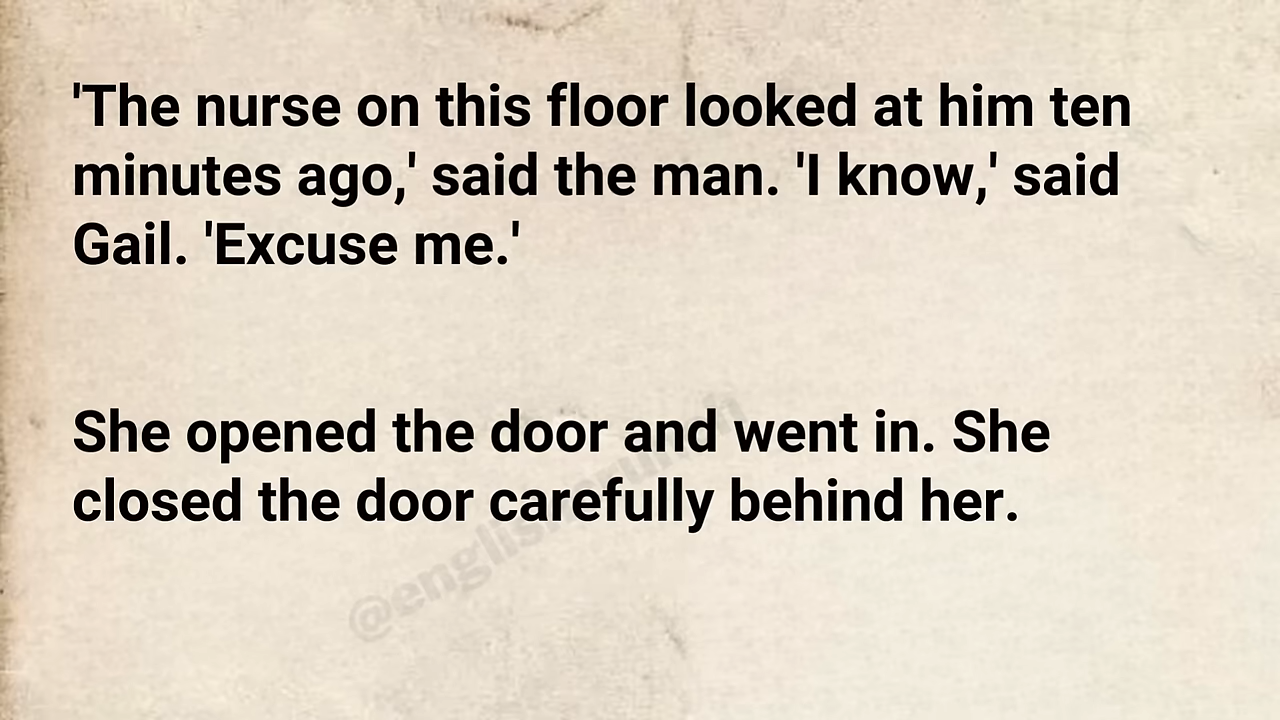 'The nurse on this floor looked at him ten
minutes ago,' said the man. 'I know,' said
Gail. 'Excuse me.'
She opened the door and went in. She
closed the door carefully behind her.